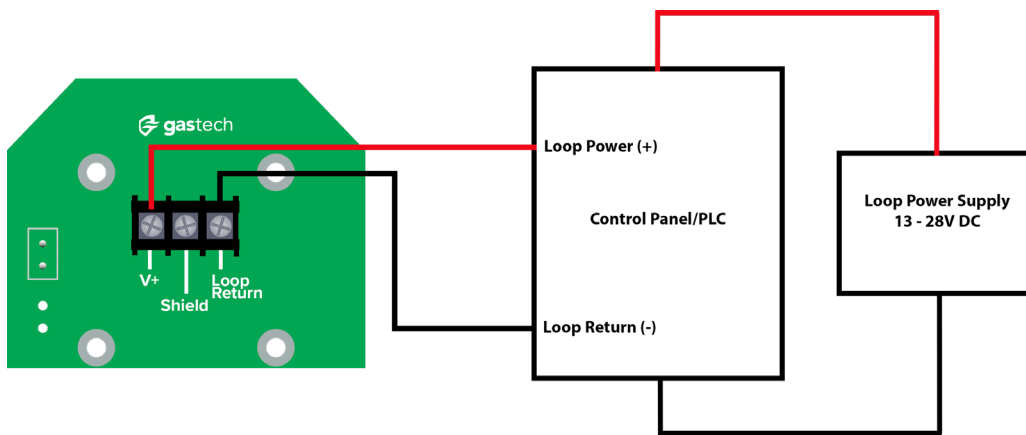 gastech
V+
Shield
Loop
Return
Loop Power (+)
Control Panel/PLC
Loop Return (-)
Loop Power Supply
13 - 28V DC